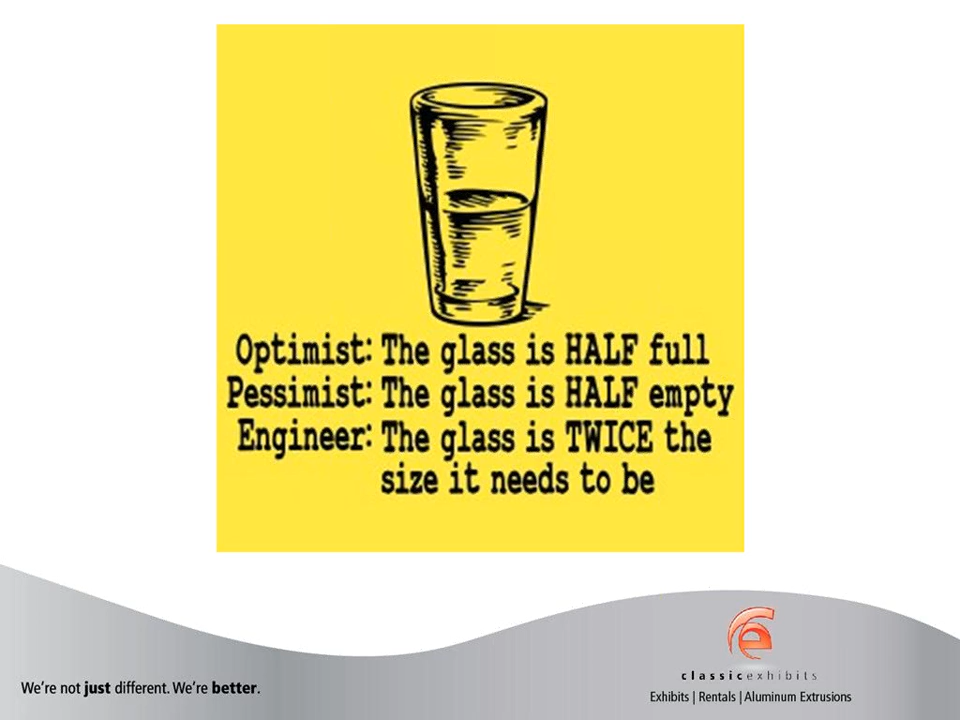 Optimist: The glass is HALF full
Pessimist: The glass is HALF empty
Engineer: The glass is TWICE the
size it needs to be
We're not just different. We're better.
classicexhibits
Exhibits | Rentals | Aluminum Extrusions